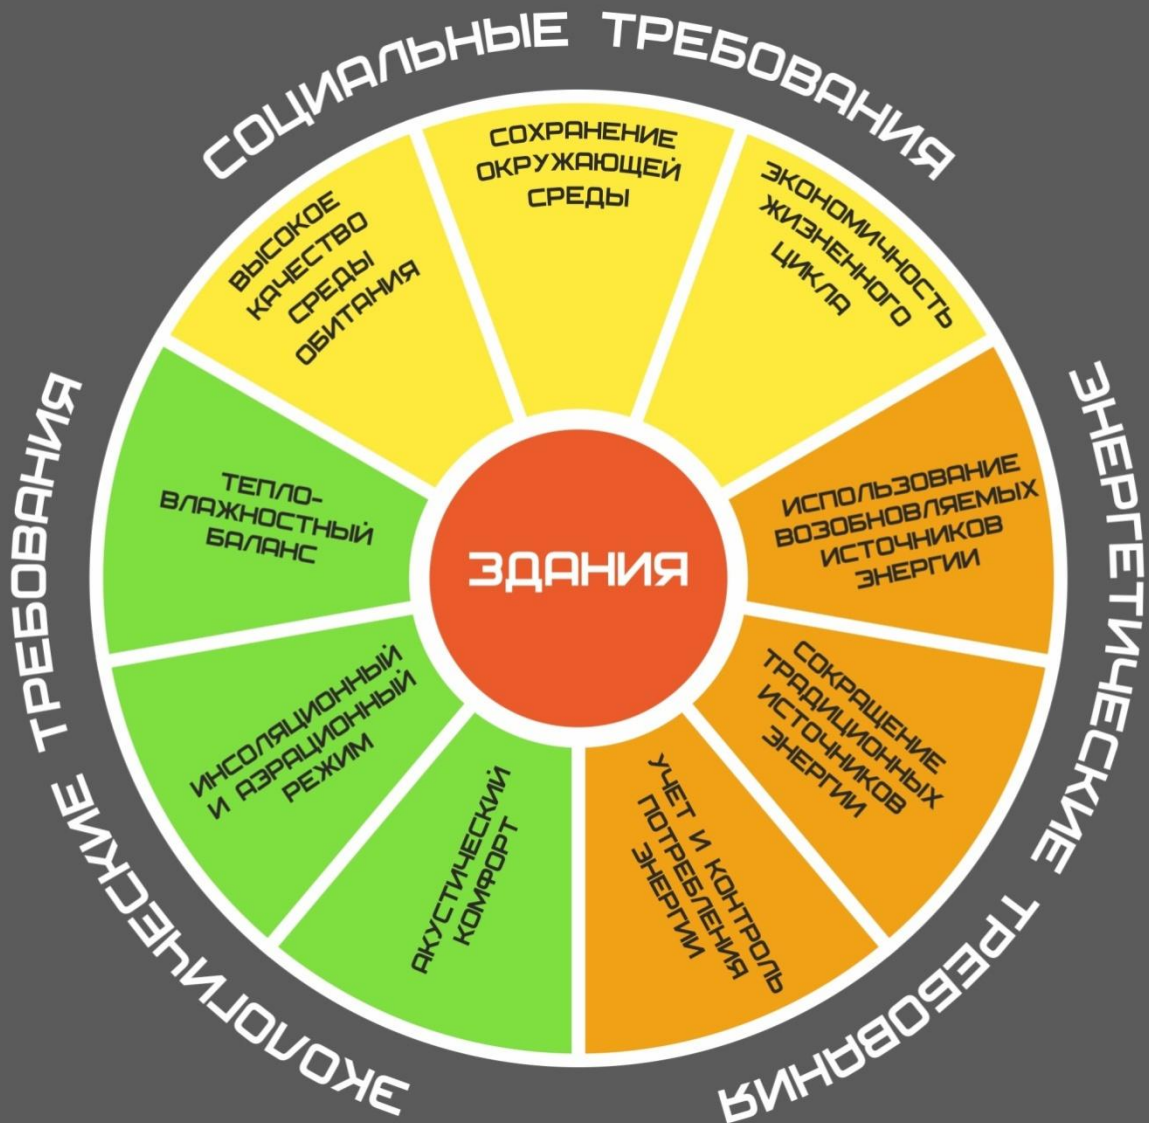 СОЦИАЛЬНЫЕ ТРЕБОВАНИЯ
ВЫСОКОЕ
КАЧЕСТВО
СРЕДЫ
ОБИТАНИЯ
СОХРАНЕНИЕ
ОКРУЖАЮЩЕЙ
СРЕДЫ
ЭКОНОМИЧНОСТЬ
ЖИЗНЕННОГО
ЦИКЛА
ЭНЕРГЕТИЧЕСКИЕ ТРЕБОВАНИЯ
ИСПОЛЬЗОВАНИЕ
ВОЗОБНОВЛЯЕМЫХ
ИСТОЧНИКОВ
ЭНЕРГИИ
СОКРАЩЕНИЕ
ТРАДИЦИОННЫХ
ИСТОЧНИКОВ
ЭНЕРГИИ
УЧЕТ И КОНТРОЛЬ
ПОТРЕБЛЕНИЯ
ЭНЕРГИИ
ЭКОЛОГИЧЕСКИЕ ТРЕБОВАНИЯ
АКУСТИЧЕСКИЙ
КОМФОРТ
ИНСОЛЯЦИОННЫЙ
И АЭРАЦИОННЫЙ
РЕЖИМ
ТЕПЛО-
ВЛАЖНОСТНЫЙ
БАЛАНС
ЗДАНИЯ